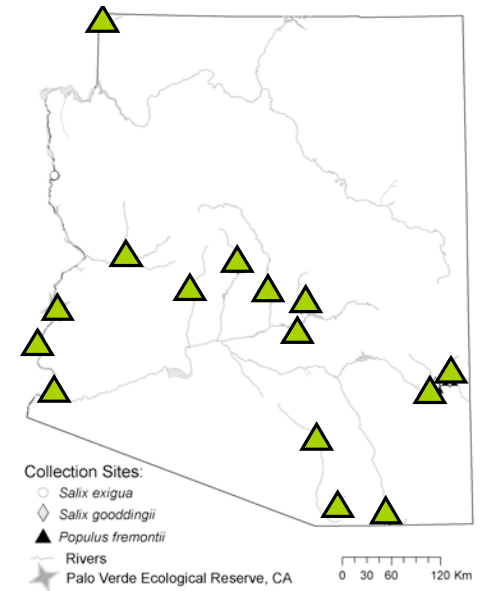 Collection Sites:
Salix exigua
Salix gooddingii
Populus fremontii
Rivers
Palo Verde Ecological Reserve, CA
0 30 60 120 Km